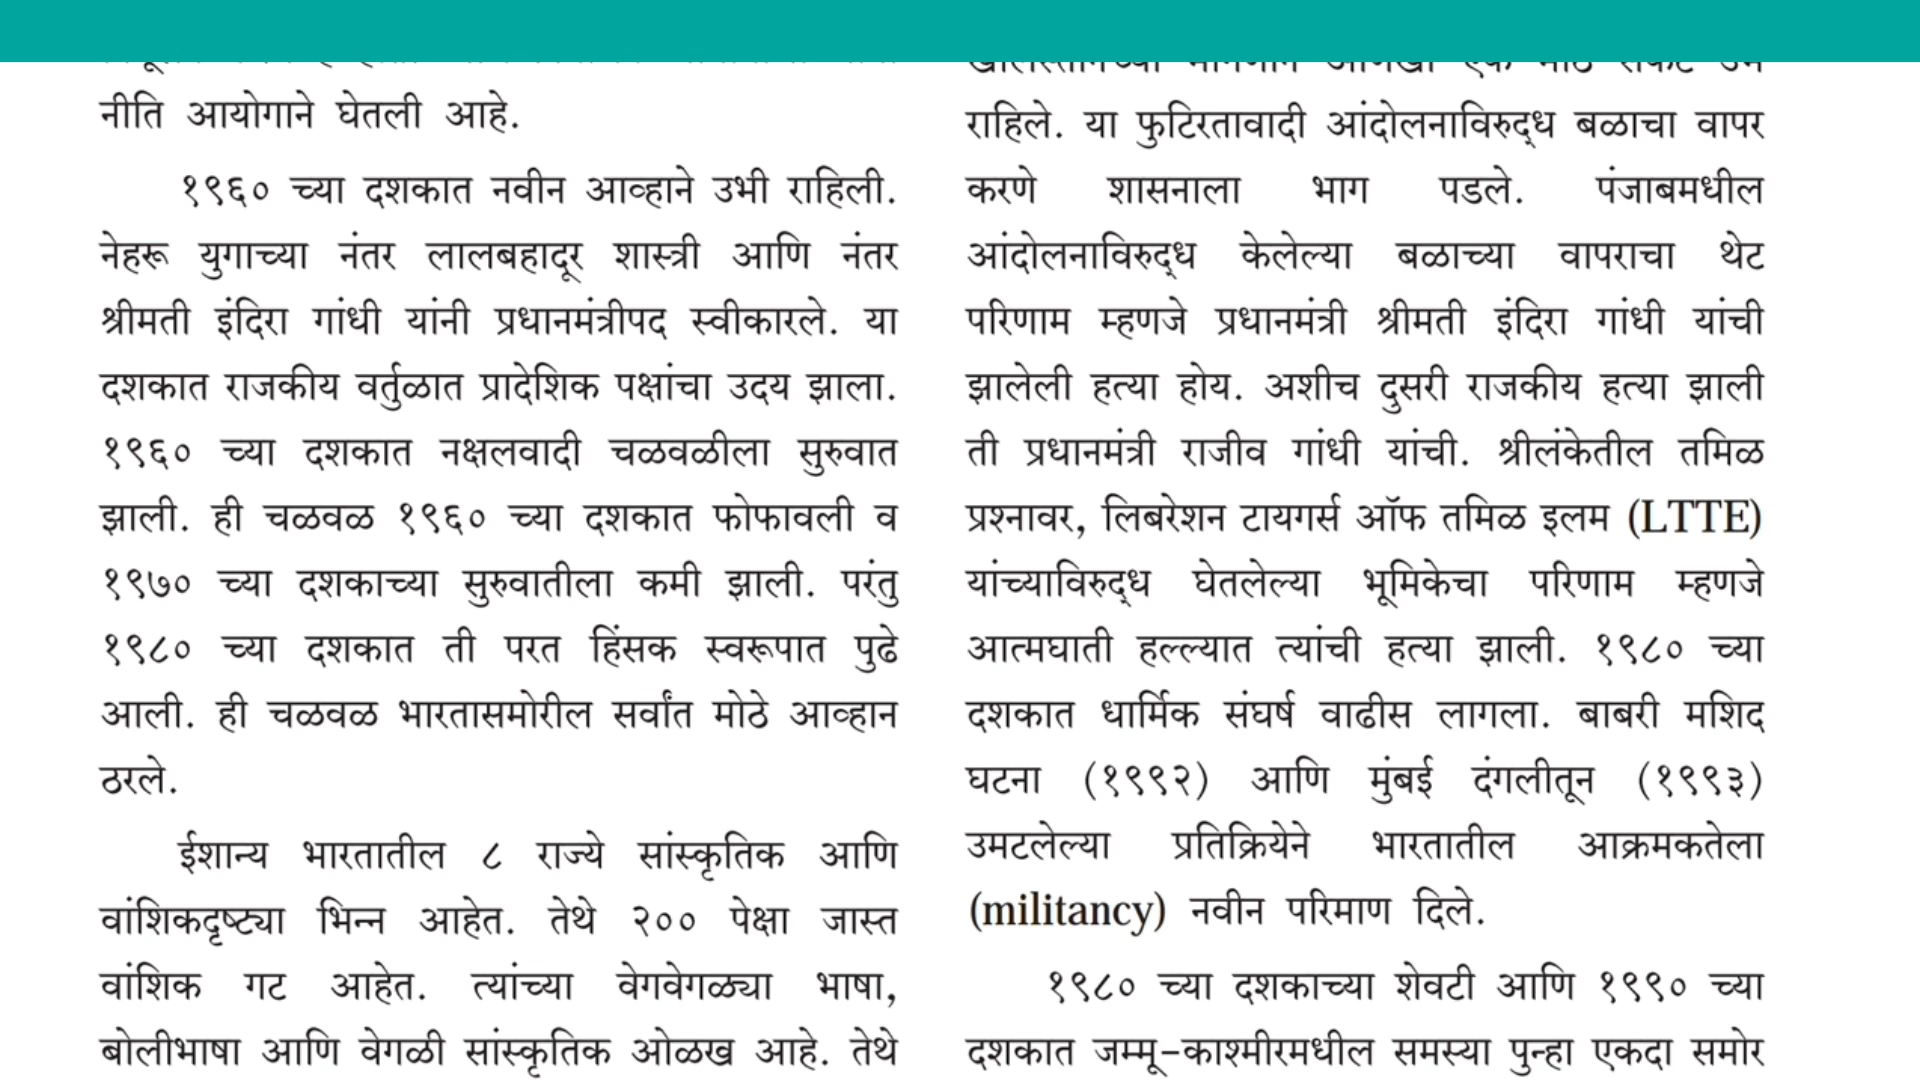 नीति आयोगाने घेतली आहे.
१९६० च्या दशकात नवीन आव्हाने उभी राहिली.
नेहरू युगाच्या नंतर लालबहादूर शास्त्री आणि नंतर
श्रीमती इंदिरा गांधी यांनी प्रधानमंत्रीपद स्वीकारले. या
दशकात राजकीय वर्तुळात प्रादेशिक पक्षांचा उदय झाला.
१९६० च्या दशकात नक्षलवादी चळवळीला सुरुवात
झाली. ही चळवळ १९६० च्या दशकात फोफावली व
१९७० च्या दशकाच्या सुरुवातीला कमी झाली. परंतु
१९८० च्या दशकात ती परत हिंसक स्वरूपात पुढे
आली. ही चळवळ भारतासमोरील सर्वांत मोठे आव्हान
ठरले.
ईशान्य भारतातील ८ राज्ये सांस्कृतिक आणि
वांशिकदृष्ट्या भिन्न आहेत. तेथे २०० पेक्षा जास्त
वांशिक गट आहेत. त्यांच्या वेगवेगळ्या भाषा,
बोलीभाषा आणि वेगळी सांस्कृतिक ओळख आहे. तेथे
राहिले. या फुटिरतावादी आंदोलनाविरुद्ध बळाचा वापर
करणे शासनाला भाग पडले. पंजाबमधील
आंदोलनाविरुद्ध केलेल्या बळाच्या वापराचा थेट
परिणाम म्हणजे प्रधानमंत्री श्रीमती इंदिरा गांधी यांची
झालेली हत्या होय. अशीच दुसरी राजकीय हत्या झाली
ती प्रधानमंत्री राजीव गांधी यांची. श्रीलंकेतील तमिळ
प्रश्नावर, लिबरेशन टायगर्स ऑफ तमिळ इलम (LTTE)
यांच्याविरुद्ध घेतलेल्या भूमिकेचा परिणाम म्हणजे
आत्मघाती हल्ल्यात त्यांची हत्या झाली. १९८० च्या
दशकात धार्मिक संघर्ष वाढीस लागला. बाबरी मशिद
घटना (१९९२) आणि मुंबई दंगलीतून (१९९३)
उमटलेल्या प्रतिक्रियेने भारतातील आक्रमकतेला
(militancy) नवीन परिमाण दिले.
१९८० च्या दशकाच्या शेवटी आणि १९९० च्या
दशकात जम्मू-काश्मीरमधील समस्या पुन्हा एकदा समोर